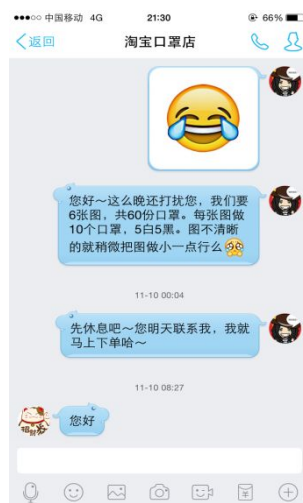 中国移动 4G 21:30 66%
返回 淘宝口罩店
您好～这么晚还打扰您，我们要
6张图，共60份口罩。每张图做
10个口罩，5白5黑。图不清晰
的就稍微把图做小一点行么
11-10 00:04
先休息吧～您明天联系我，我就
马上下单哈～
11-10 08:27
您好